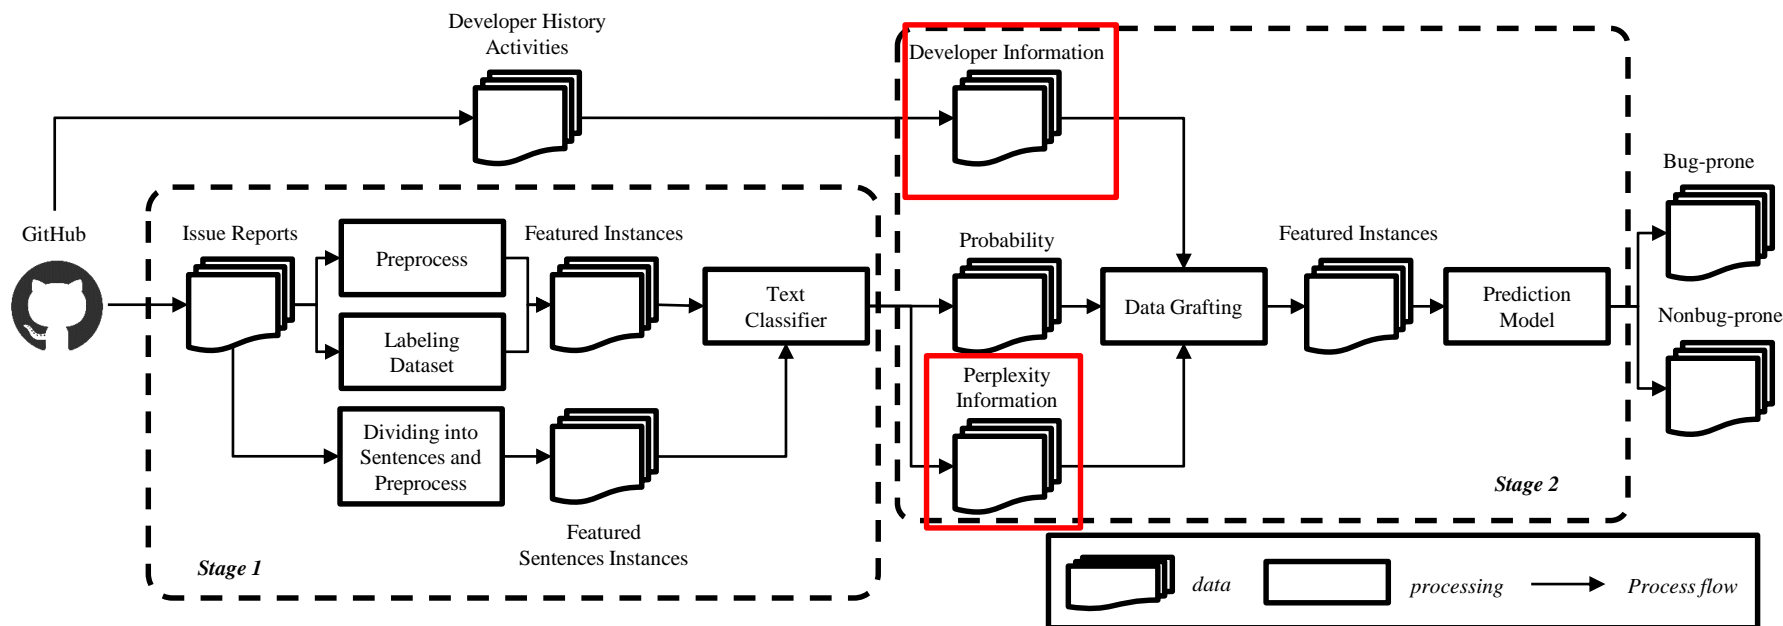 Developer History
Activities
Developer Information
GitHub
Issue Reports
Preprocess
Labeling
Dataset
Dividing into
Sentences and
Preprocess
Featured Instances
Featured
Sentences Instances
Text
Classifier
Stage 1
Probability
Perplexity
Information
Data Grafting
Featured Instances
Prediction
Model
Stage 2
Bug-prone
Nonbug-prone
data
processing
Process flow